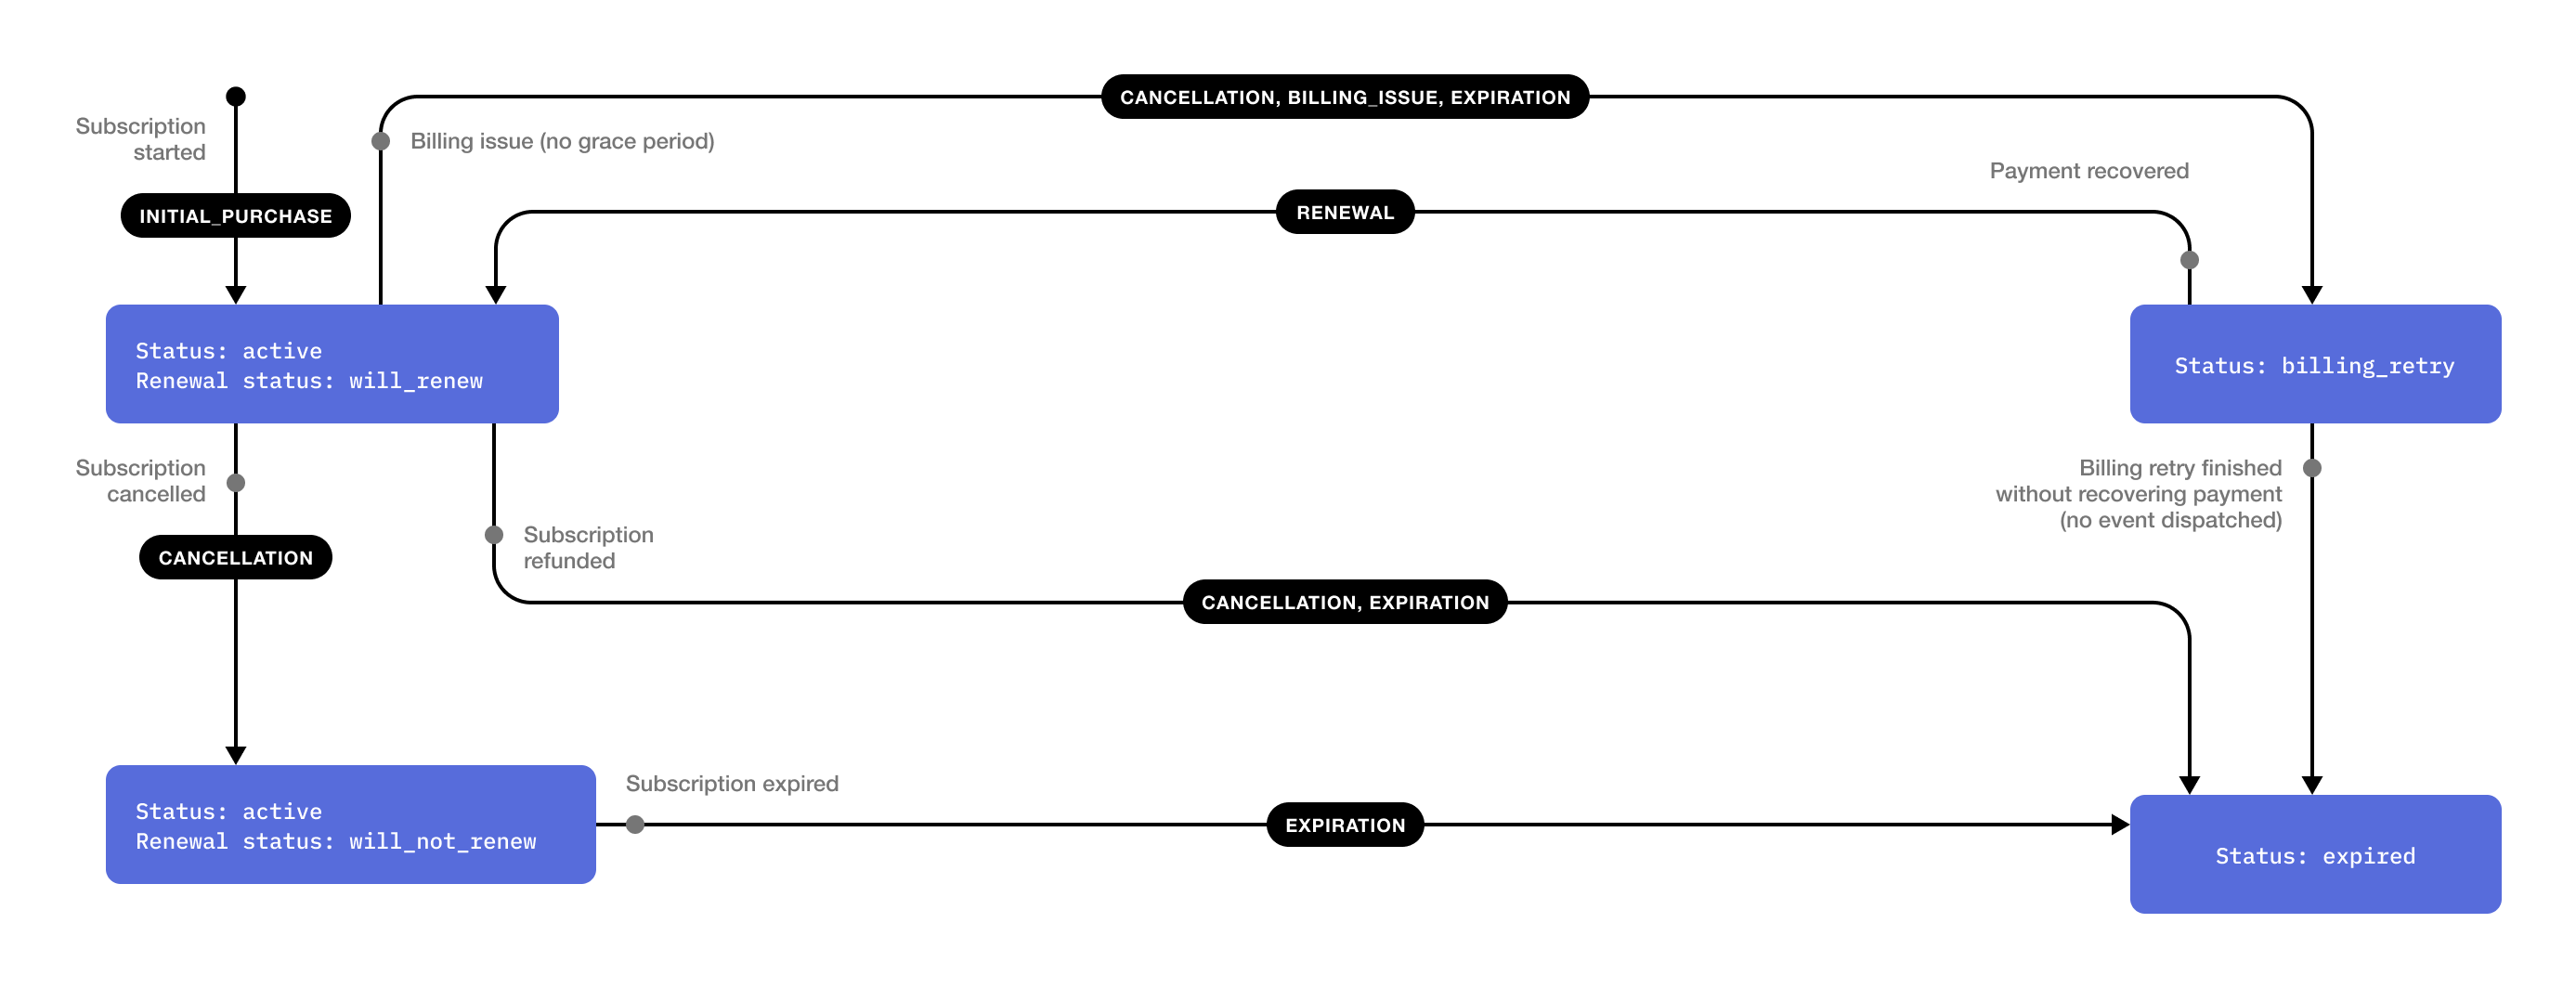 CANCELLATION, BILLING_ISSUE, EXPIRATION
Subscription
started
Billing issue (no grace period)
Payment recovered
INITIAL_PURCHASE
RENEWAL
Status: active
Renewal status: will_renew
Status: billing_retry
Subscription
cancelled
Billing retry finished
without recovering payment
(no event dispatched)
Subscription
refunded
CANCELLATION
CANCELLATION, EXPIRATION
Subscription expired
Status: active
Renewal status: will_not_renew
EXPIRATION
Status: expired